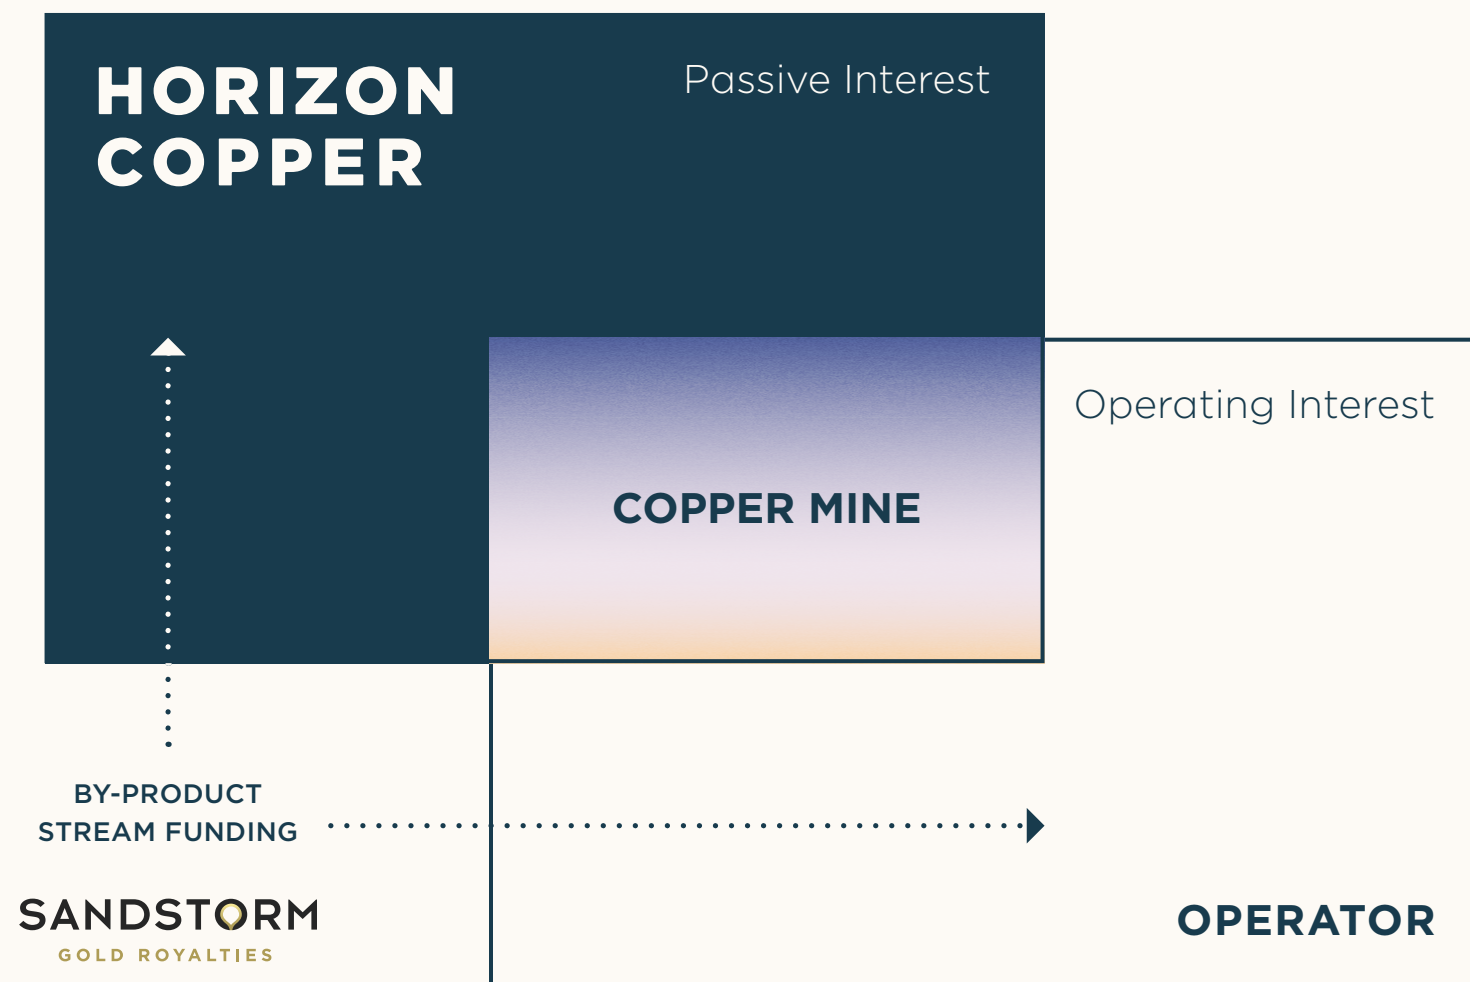 HORIZON
COPPER
Passive Interest
Operating Interest
COPPER MINE
BY-PRODUCT
STREAM FUNDING
SANDSTORM
GOLD ROYALTIES
OPERATOR